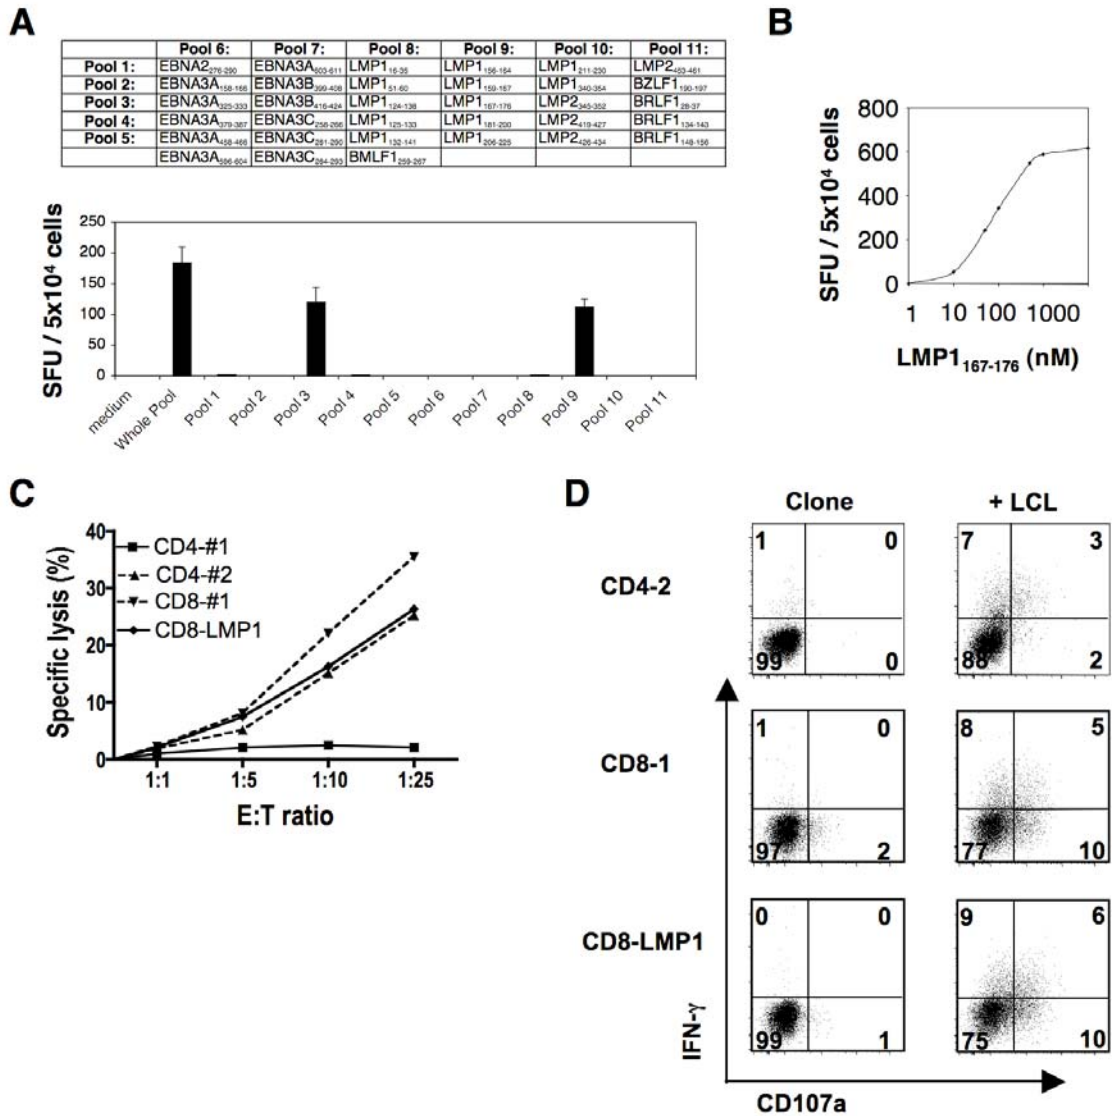 A
Pool 6: Pool 7: Pool 8: Pool 9: Pool 10: Pool 11:
Pool 1: EBNA2276-290 EBNA3A603-611 LMP116-35 LMP1156-164 LMP1211-230 LMP2453-461
Pool 2: EBNA3A158-166 EBNA3B399-408 LMP151-60 LMP1159-167 LMP1340-354 BZLF1190-197
Pool 3: EBNA3A325-333 EBNA3B416-424 LMP1124-138 LMP1167-176 LMP2345-352 BRLF128-37
Pool 4: EBNA3A379-387 EBNA3C258-266 LMP1125-133 LMP1181-200 LMP2419-427 BRLF1134-143
Pool 5: EBNA3A458-466 EBNA3C281-290 LMP1132-141 LMP1206-225 LMP2426-434 BRLF1148-156
EBNA3A596-604 EBNA3C284-293 BMLF1259-267
SFU / 5x10⁴ cells
250
200
150
100
50
0
medium Whole Pool Pool 1 Pool 2 Pool 3 Pool 4 Pool 5 Pool 6 Pool 7 Pool 8 Pool 9 Pool 10 Pool 11
B
SFU / 5x10⁴ cells
800
600
400
200
0
1 10 100 1000
LMP1167-176 (nM)
C
Specific lysis (%)
40
30
20
10
0
CD4-#1
CD4-#2
CD8-#1
CD8-LMP1
1:1 1:5 1:10 1:25
E:T ratio
D
Clone + LCL
CD4-2
1 0
99 0
7 3
88 2
CD8-1
1 0
97 2
8 5
77 10
CD8-LMP1
0 0
99 1
9 6
75 10
IFN-γ
CD107a